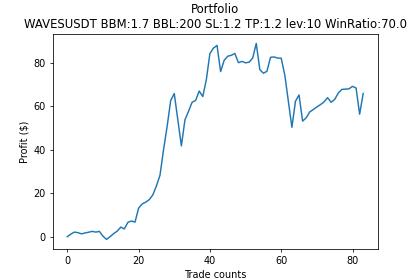 Portfolio
WAVESUSDT BBM:1.7 BBL:200 SL:1.2 TP:1.2 lev:10 WinRatio:70.0
80
60
40
20
0
Profit ($)
0 20 40 60 80
Trade counts